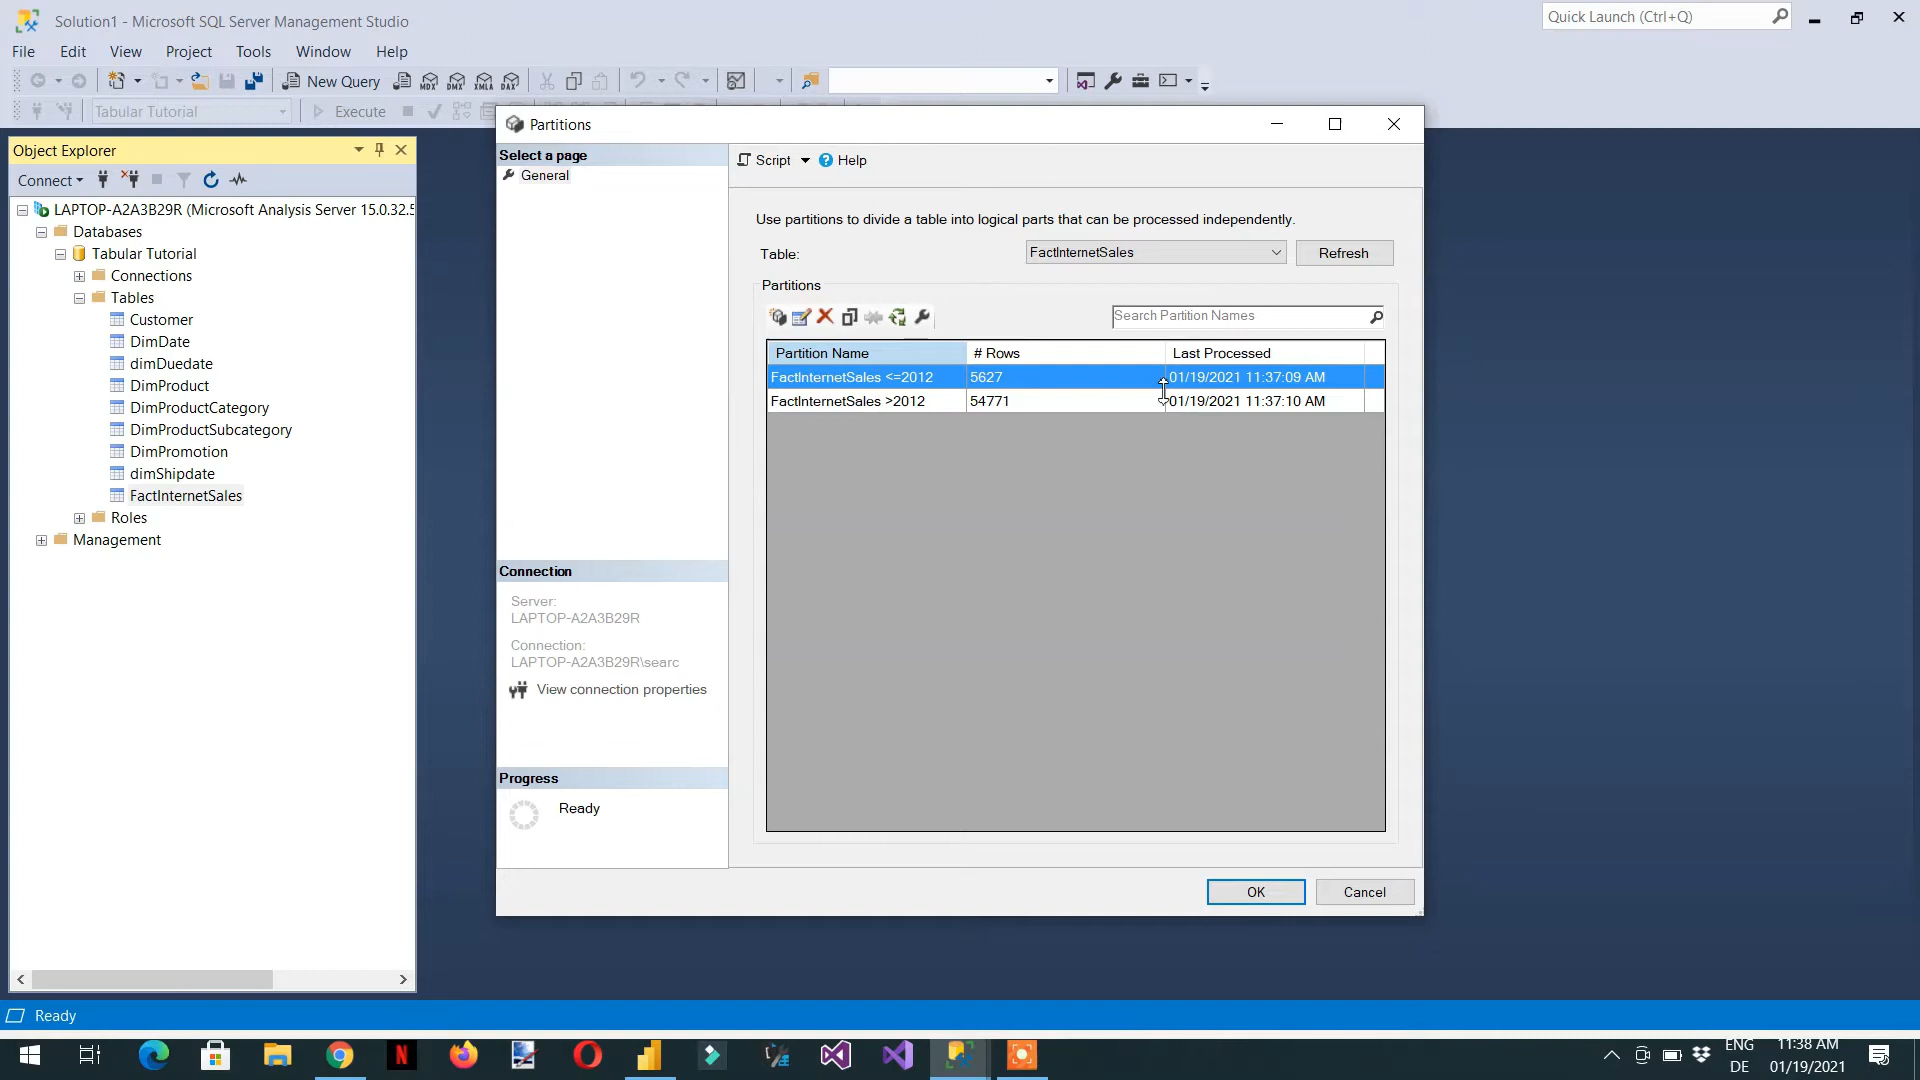 Solution1 - Microsoft SQL Server Management Studio
Quick Launch (Ctrl+Q)
File Edit View Project Tools Window Help
New Query MDX DMX XMLA DAX
Tabular Tutorial Execute
Object Explorer
Connect
LAPTOP-A2A3B29R (Microsoft Analysis Server 15.0.32.5
Databases
Tabular Tutorial
Connections
Tables
Customer
DimDate
dimDuedate
DimProduct
DimProductCategory
DimProductSubcategory
DimPromotion
dimShipdate
FactInternetSales
Roles
Management
Partitions
Select a page
General
Connection
Server:
LAPTOP-A2A3B29R
Connection:
LAPTOP-A2A3B29R\searc
View connection properties
Progress
Ready
Script Help
Use partitions to divide a table into logical parts that can be processed independently.
Table: FactInternetSales Refresh
Partitions
Search Partition Names
Partition Name # Rows Last Processed
FactInternetSales <=2012 5627 01/19/2021 11:37:09 AM
FactInternetSales >2012 54771 01/19/2021 11:37:10 AM
OK Cancel
Ready
N
ENG 11:38 AM
DE 01/19/2021